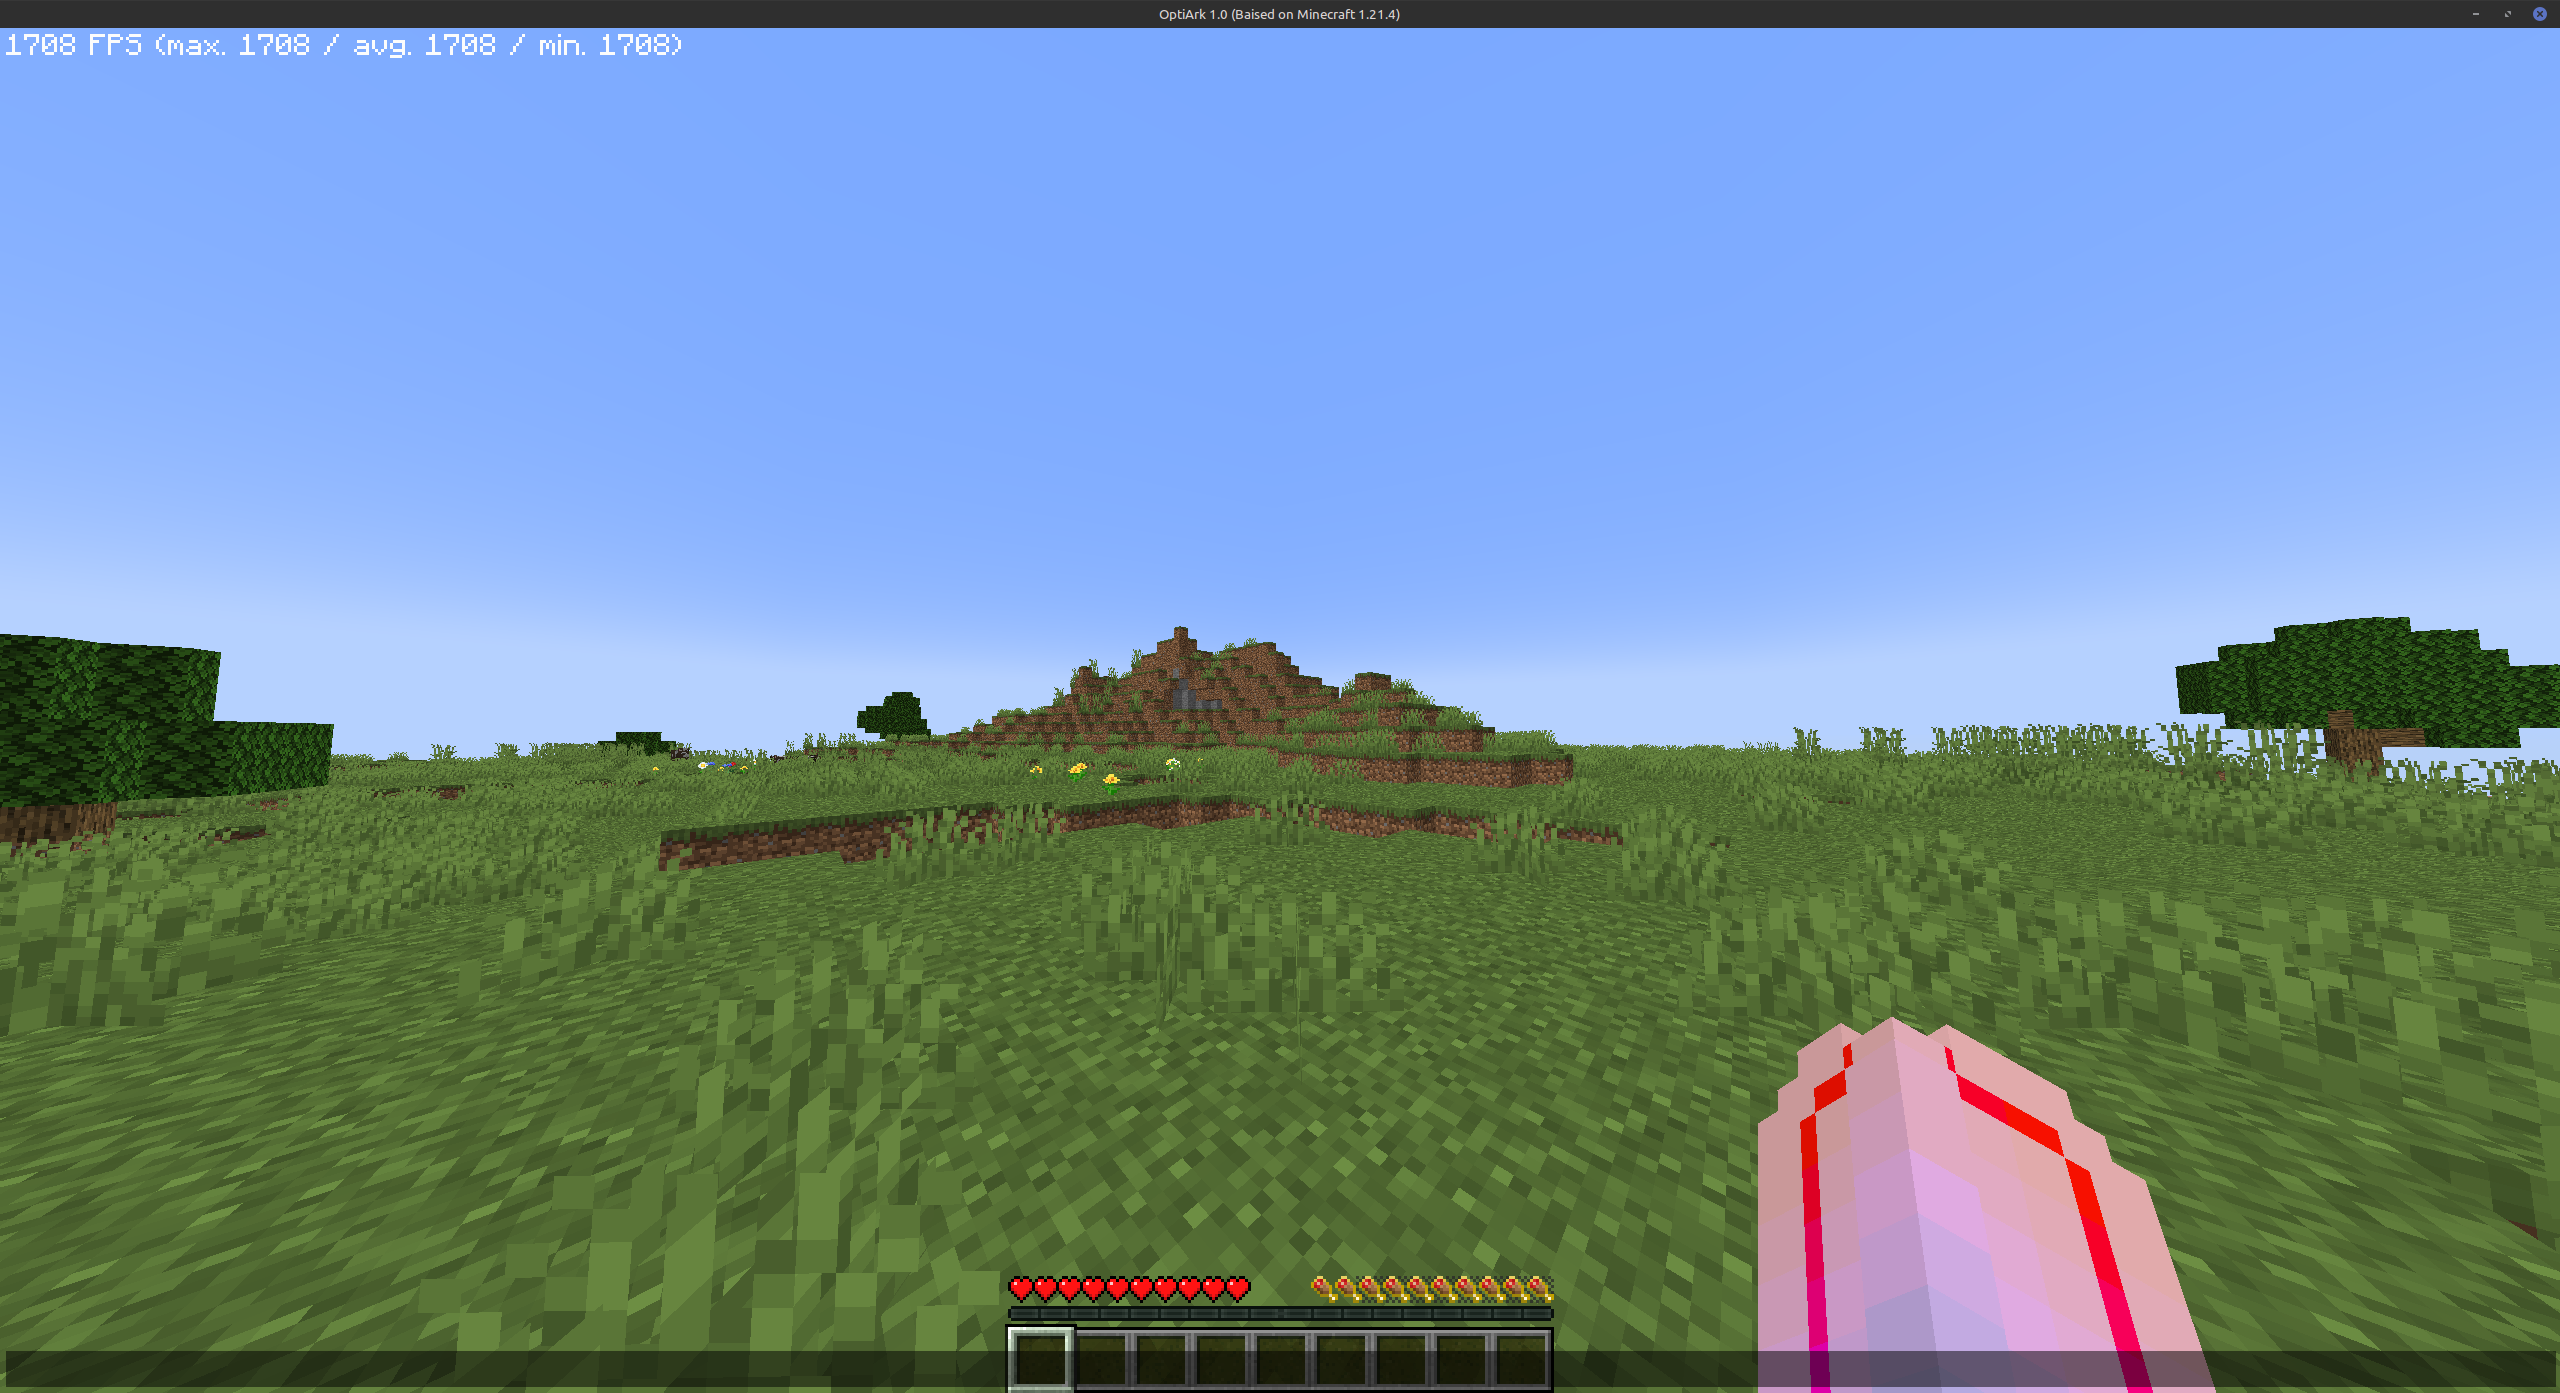 OptiArk 1.0 (Baised on Minecraft 1.21.4)
1708 FPS (max. 1708 / avg. 1708 / min. 1708)